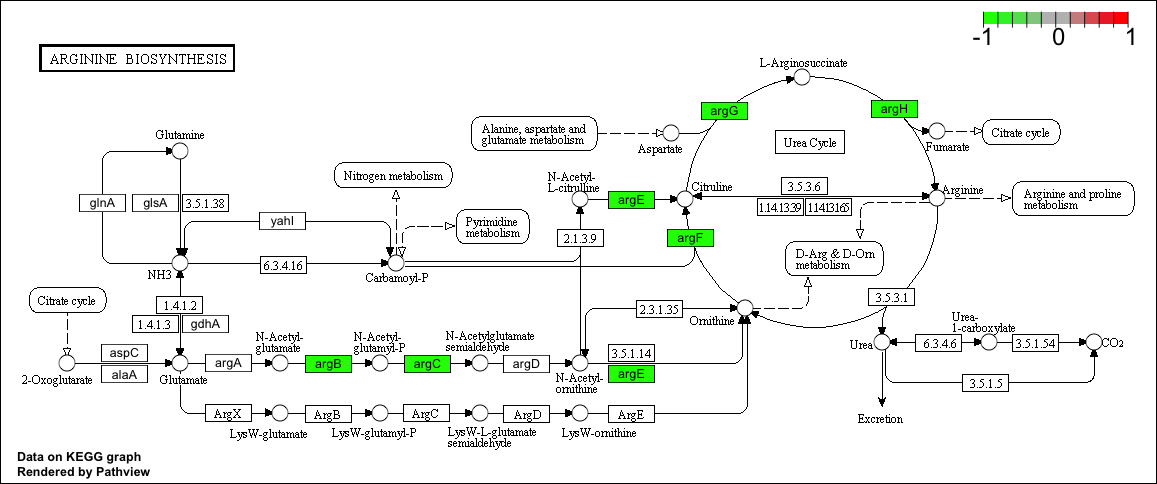 -1 0 1
ARGININE BIOSYNTHESIS
L-Arginosuccinate
argG
argH
Alanine, aspartate and
glutamate metabolism
Aspartate
Urea Cycle
Fumarate
Citrate cycle
Glutamine
Nitrogen metabolism
N-Acetyl-
L-citrulline
Citruline
3.5.3.6
1.14.13.39
1.14.13.165
Arginine
Arginine and proline
metabolism
glnA
glsA
3.5.1.38
argE
yahI
Pyrimidine
metabolism
2.1.3.9
argF
D-Arg & D-Orn
metabolism
NH3
6.3.4.16
Carbamoyl-P
Citrate cycle
1.4.1.2
1.4.1.3
gdhA
2.3.1.35
Ornithine
3.5.3.1
Urea-
1-carboxylate
N-Acetyl-
glutamate
N-Acetyl-
glutamyl-P
N-Acetylglutamate
semialdehyde
Urea
6.3.4.6
3.5.1.54
CO2
aspC
alaA
2-Oxoglutarate
Glutamate
argA
argB
argC
argD
N-Acetyl-
ornithine
3.5.1.14
argE
3.5.1.5
ArgX
ArgB
ArgC
ArgD
ArgE
LysW-glutamate
LysW-glutamyl-P
LysW-L-glutamate
semialdehyde
LysW-ornithine
Excretion
Data on KEGG graph
Rendered by Pathview